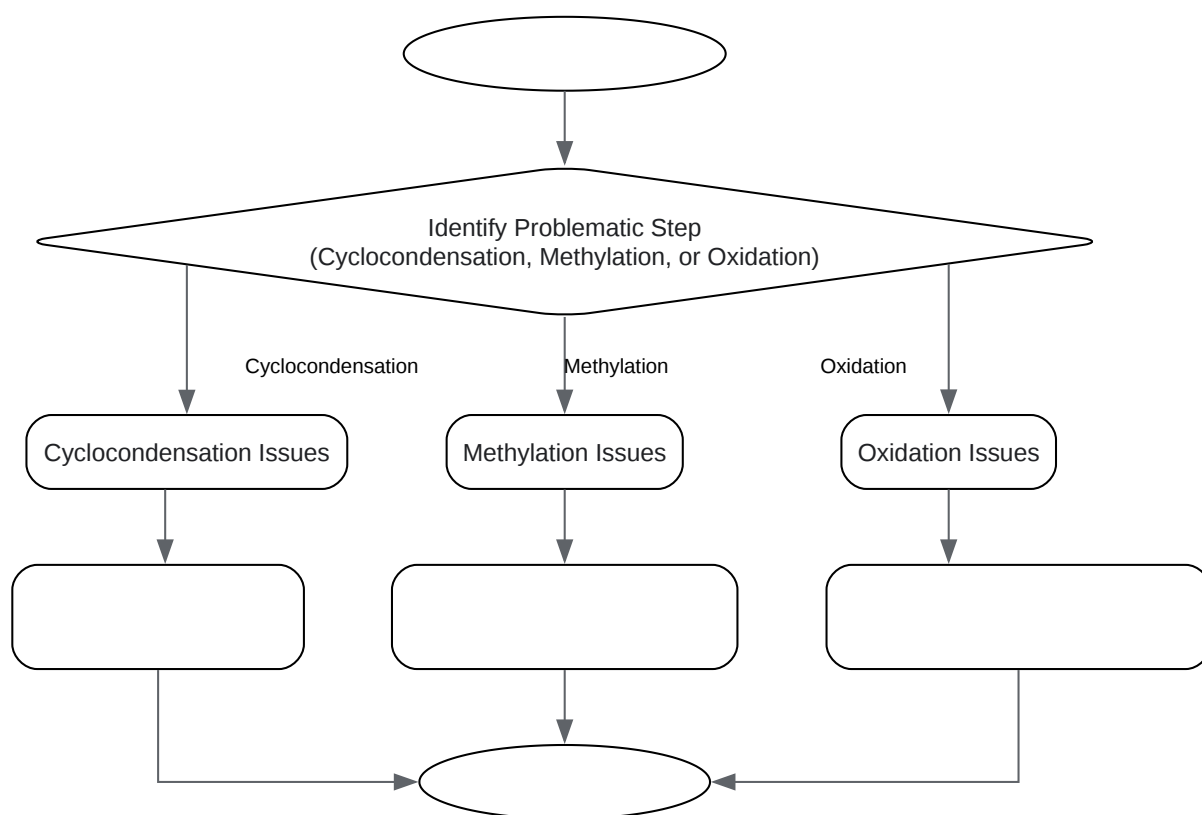 Identify Problematic Step
(Cyclocondensation, Methylation, or Oxidation)
Cyclocondensation
Methylation
Oxidation
Cyclocondensation Issues
Methylation Issues
Oxidation Issues